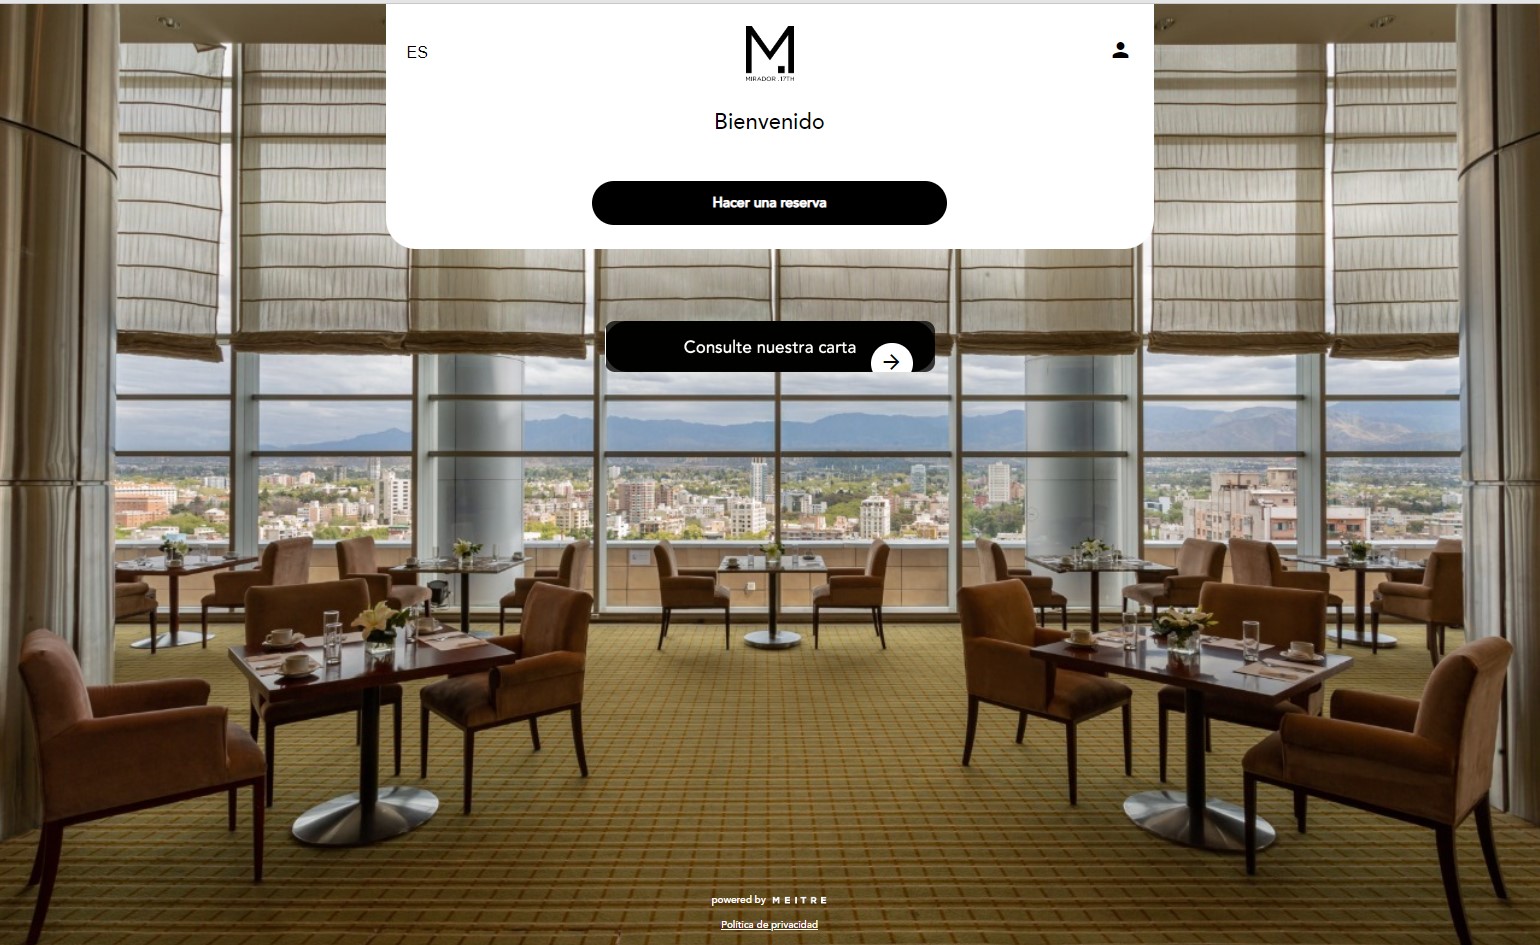 ES
M.
MIRADOR .17TH
Bienvenido
Hacer una reserva
Consulte nuestra carta
powered by MEITRE
Política de privacidad